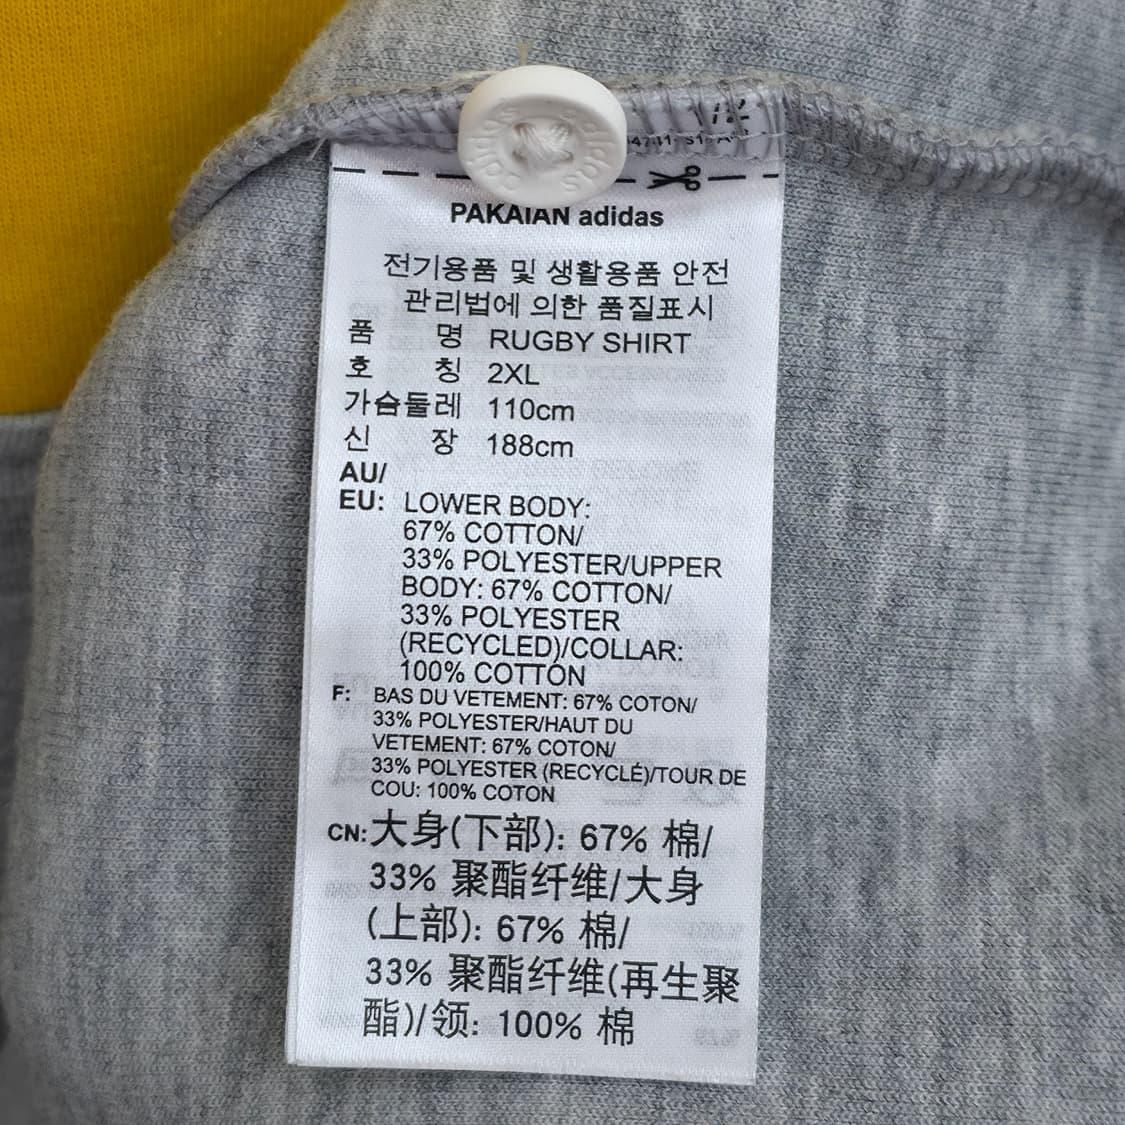 adidas adidas
PAKAIAN adidas
전기용품 및 생활용품 안전
관리법에 의한 품질표시
품 명 RUGBY SHIRT
호 칭 2XL
가슴둘레 110cm
신 장 188cm
AU/
EU: LOWER BODY:
67% COTTON/
33% POLYESTER/UPPER
BODY: 67% COTTON/
33% POLYESTER
(RECYCLED)/COLLAR:
100% COTTON
F: BAS DU VETEMENT: 67% COTON/
33% POLYESTER/HAUT DU
VETEMENT: 67% COTON/
33% POLYESTER (RECYCLÉ)/TOUR DE
COU: 100% COTON
CN: 大身(下部): 67% 棉/
33% 聚酯纤维/大身
(上部): 67% 棉/
33% 聚酯纤维(再生聚
酯)/领: 100% 棉